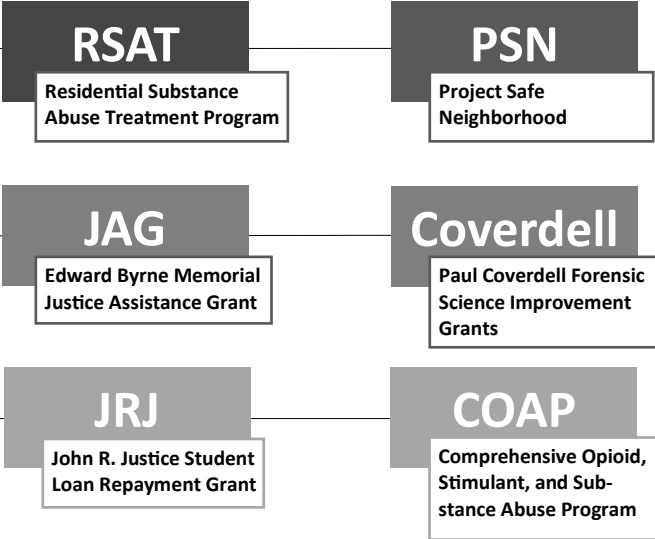 RSAT
Residential Substance
Abuse Treatment Program
PSN
Project Safe
Neighborhood
JAG
Edward Byrne Memorial
Justice Assistance Grant
Coverdell
Paul Coverdell Forensic
Science Improvement
Grants
JRJ
John R. Justice Student
Loan Repayment Grant
COAP
Comprehensive Opioid,
Stimulant, and Sub-
stance Abuse Program